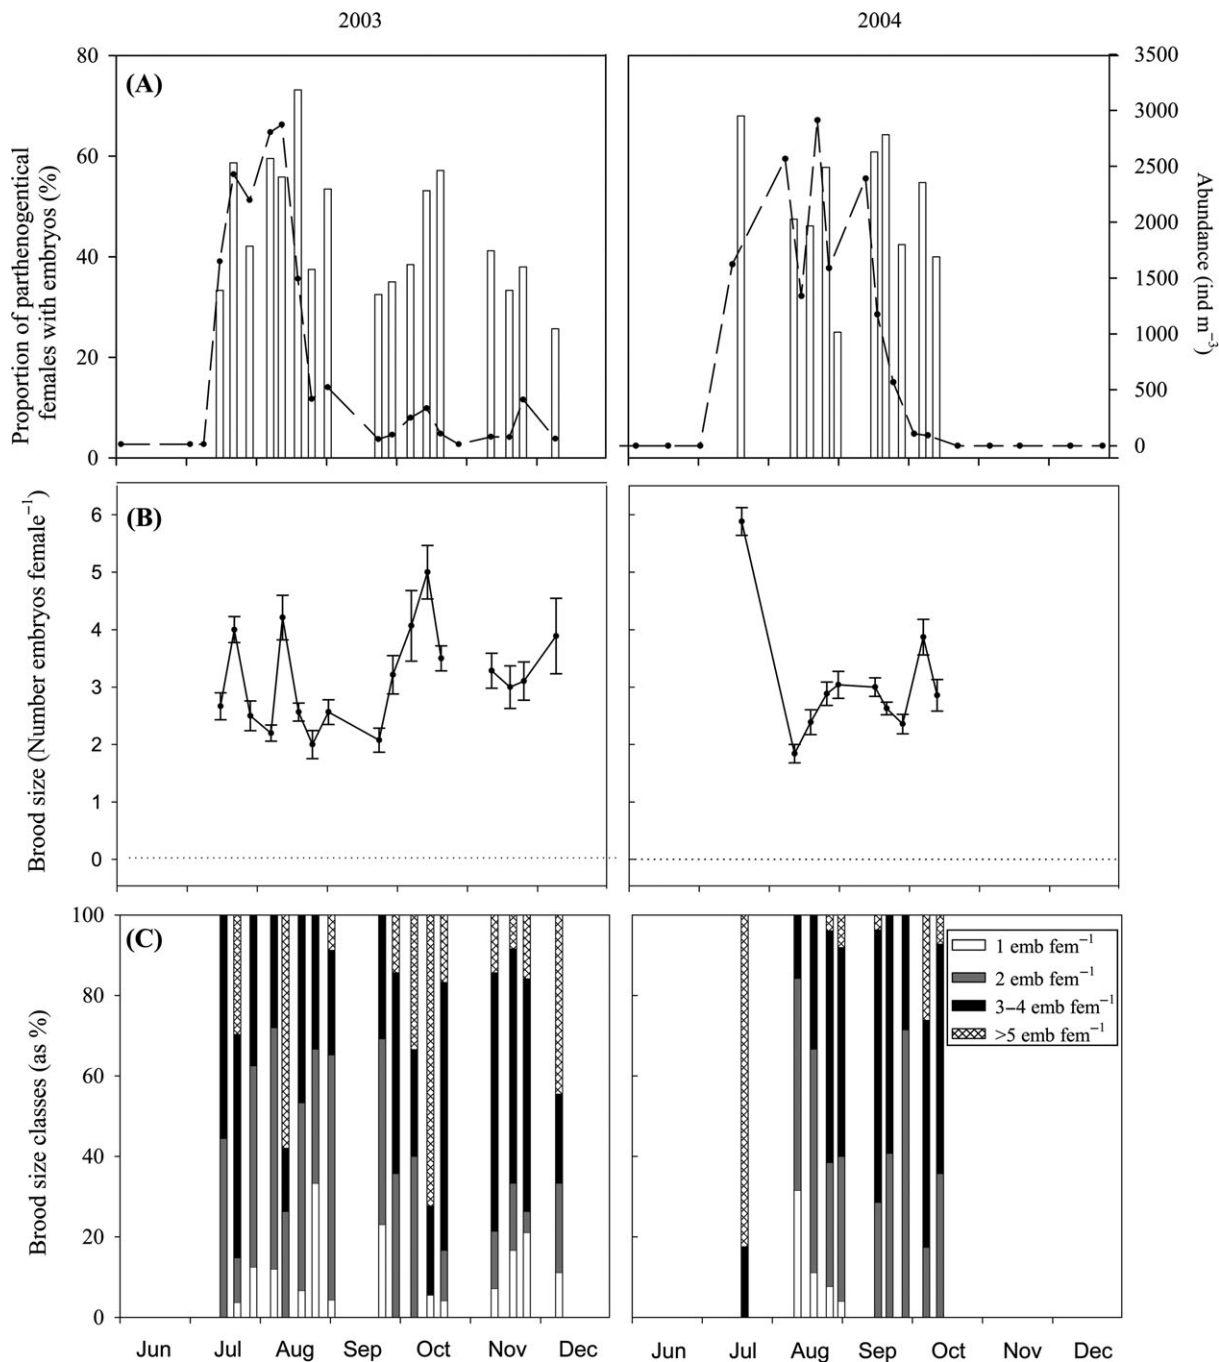 2003
2004
(A)
80
60
40
20
0
Proportion of parthenogentical
females with embryos (%)
3500
3000
2500
2000
1500
1000
500
0
Abundance (ind m⁻³)
(B)
6
5
4
3
2
1
0
Brood size (Number embryos female⁻¹)
(C)
100
80
60
40
20
0
Brood size classes (as %)
1 emb fem⁻¹
2 emb fem⁻¹
3–4 emb fem⁻¹
>5 emb fem⁻¹
Jun Jul Aug Sep Oct Nov Dec
Jun Jul Aug Sep Oct Nov Dec